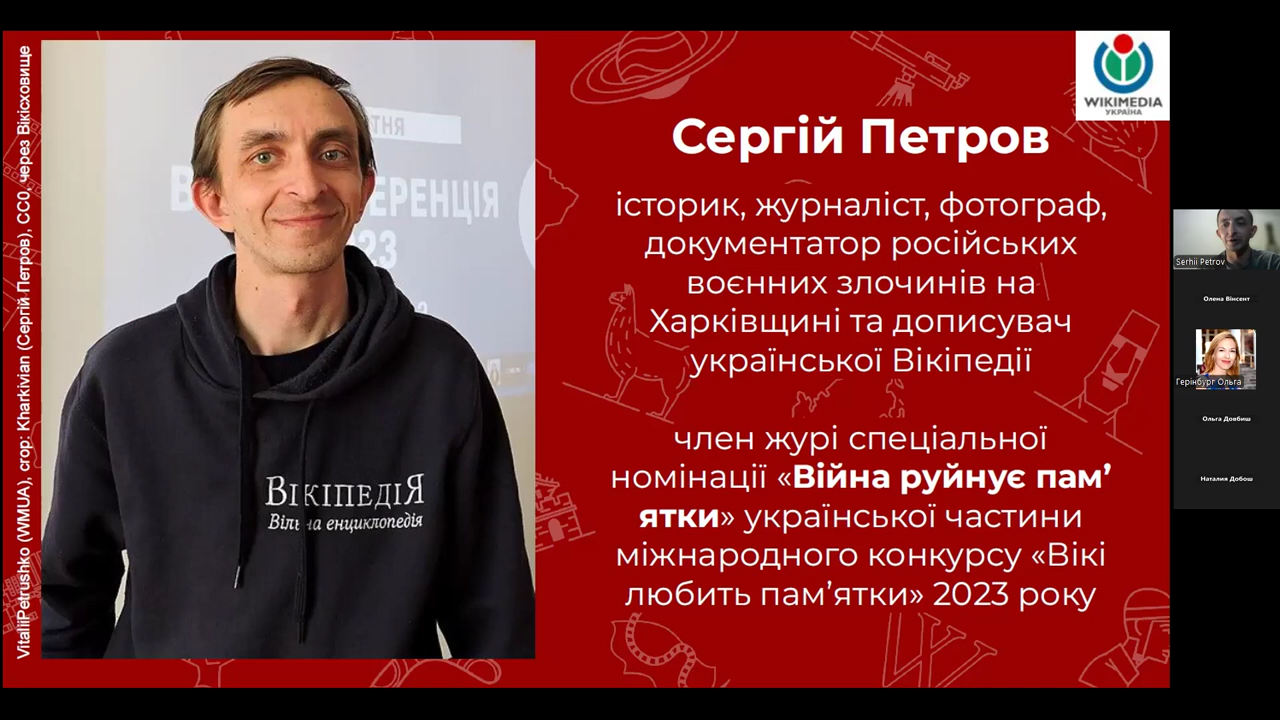 VitaliiPetrushko (WMUA), crop: Kharkivian (Сергій Петров), CC0, через Вікісховище
ВІКІПЕДІЯ
Вільна енциклопедія
WIKIMEDIA
УКРАЇНА
Сергій Петров
історик, журналіст, фотограф,
документатор російських
воєнних злочинів на
Харківщині та дописувач
української Вікіпедії
член журі спеціальної
номінації «Війна руйнує пам’
ятки» української частини
міжнародного конкурсу «Вікі
любить пам’ятки» 2023 року
Serhii Petrov
Олена Вінсент
Герінбург Ольга
Ольга Довбиш
Наталия Добош